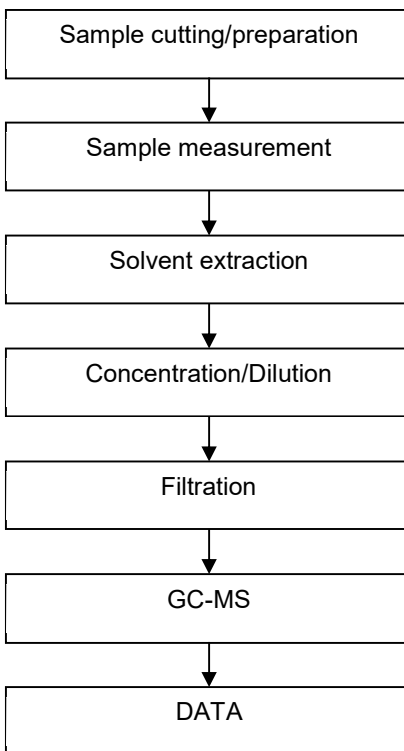 Sample cutting/preparation
Sample measurement
Solvent extraction
Concentration/Dilution
Filtration
GC-MS
DATA